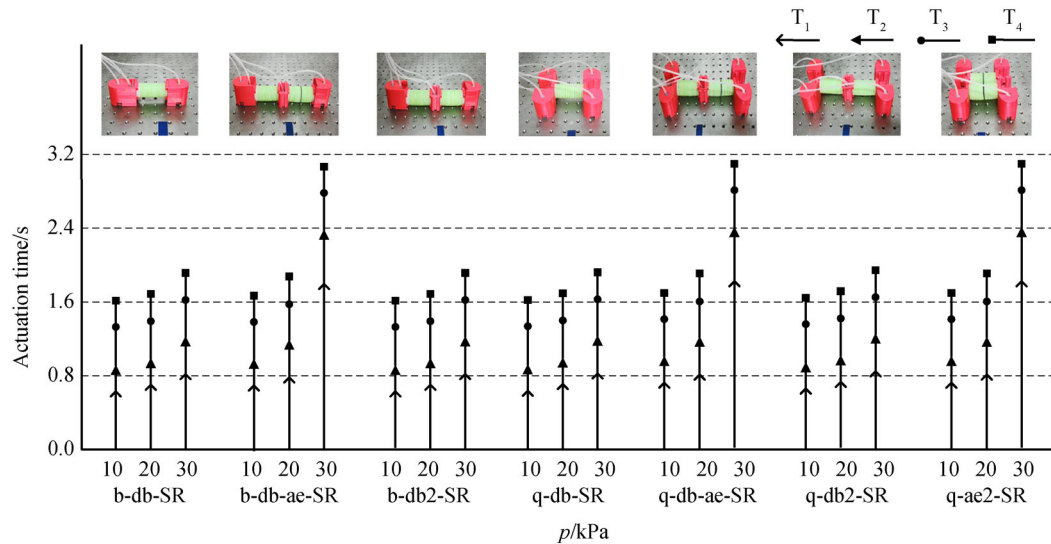 T1 T2 T3 T4
3.2
2.4
1.6
0.8
0.0
Actuation time/s
10 20 30 10 20 30 10 20 30 10 20 30 10 20 30 10 20 30 10 20 30
b-db-SR b-db-ae-SR b-db2-SR q-db-SR q-db-ae-SR q-db2-SR q-ae2-SR
p/kPa